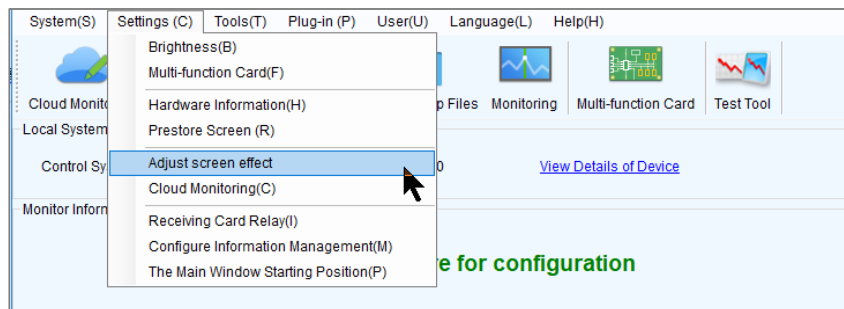 System(S) Settings (C) Tools(T) Plug-in (P) User(U) Language(L) Help(H)
Brightness(B)
Multi-function Card(F)
Hardware Information(H)
Prestore Screen (R)
Adjust screen effect
Cloud Monitoring(C)
Receiving Card Relay(I)
Configure Information Management(M)
The Main Window Starting Position(P)
Cloud Monito
p Files Monitoring Multi-function Card Test Tool
Local System
Control Sy
0 View Details of Device
Monitor Inforn
e for configuration